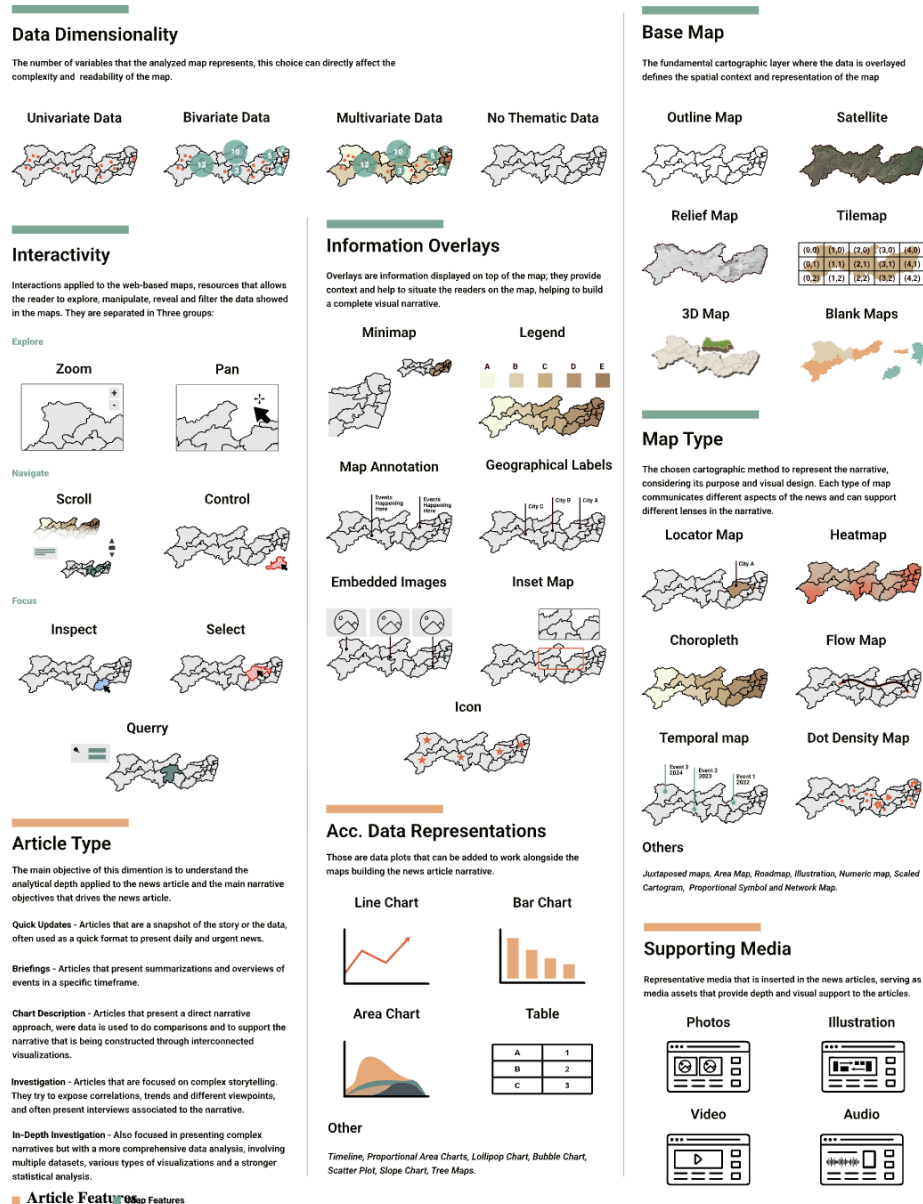 Data Dimensionality
The number of variables that the analyzed map represents, this choice can directly affect the
complexity and readability of the map.
Univariate Data
Bivariate Data
Multivariate Data
No Thematic Data
12
10
5
3
4
12
10
5
3
4
Interactivity
Interactions applied to the web-based maps, resources that allows
the reader to explore, manipulate, reveal and filter the data showed
in the maps. They are separated in Three groups:
Explore
Zoom
Pan
+
-
Navigate
Scroll
Control
Focus
Inspect
Select
Querry
Information Overlays
Overlays are information displayed on top of the map; they provide
context and help to situate the readers on the map, helping to build
a complete visual narrative.
Minimap
Legend
A B C D E
Map Annotation
Geographical Labels
Events
Happening
Here
Events
Happening
Here
City C
City B
City A
Embedded Images
Inset Map
Icon
Article Type
The main objective of this dimention is to understand the
analytical depth applied to the news article and the main narrative
objectives that drives the news article.
Quick Updates - Articles that are a snapshot of the story or the data,
often used as a quick format to present daily and urgent news.
Briefings - Articles that present summarizations and overviews of
events in a specific timeframe.
Chart Description - Articles that present a direct narrative
approach, were data is used to do comparisons and to support the
narrative that is being constructed through interconnected
visualizations.
Investigation - Articles that are focused on complex storytelling.
They try to expose correlations, trends and different viewpoints,
and often present interviews associated to the narrative.
In-Depth Investigation - Also focused in presenting complex
narratives but with a more comprehensive data analysis, involving
multiple datasets, various types of visualizations and a stronger
statistical analysis.
Article Features
Map Features
Acc. Data Representations
Those are data plots that can be added to work alongside the
maps building the news article narrative.
Line Chart
Bar Chart
Area Chart
Table
A 1
B 2
C 3
Other
Timeline, Proportional Area Charts, Lollipop Chart, Bubble Chart,
Scatter Plot, Slope Chart, Tree Maps.
Base Map
The fundamental cartographic layer where the data is overlayed
defines the spatial context and representation of the map
Outline Map
Satellite
Relief Map
Tilemap
(0,0) (1,0) (2,0) (3,0) (4,0)
(0,1) (1,1) (2,1) (3,1) (4,1)
(0,2) (1,2) (2,2) (3,2) (4,2)
3D Map
Blank Maps
Map Type
The chosen cartographic method to represent the narrative,
considering its purpose and visual design. Each type of map
communicates different aspects of the news and can support
different lenses in the narrative.
Locator Map
Heatmap
City A
Choropleth
Flow Map
Temporal map
Dot Density Map
Event 3
2024
Event 2
2023
Event 1
2022
Others
Juxtaposed maps, Area Map, Roadmap, Illustration, Numeric map, Scaled
Cartogram, Proportional Symbol and Network Map.
Supporting Media
Representative media that is inserted in the news articles, serving as
media assets that provide depth and visual support to the articles.
Photos
Illustration
Video
Audio